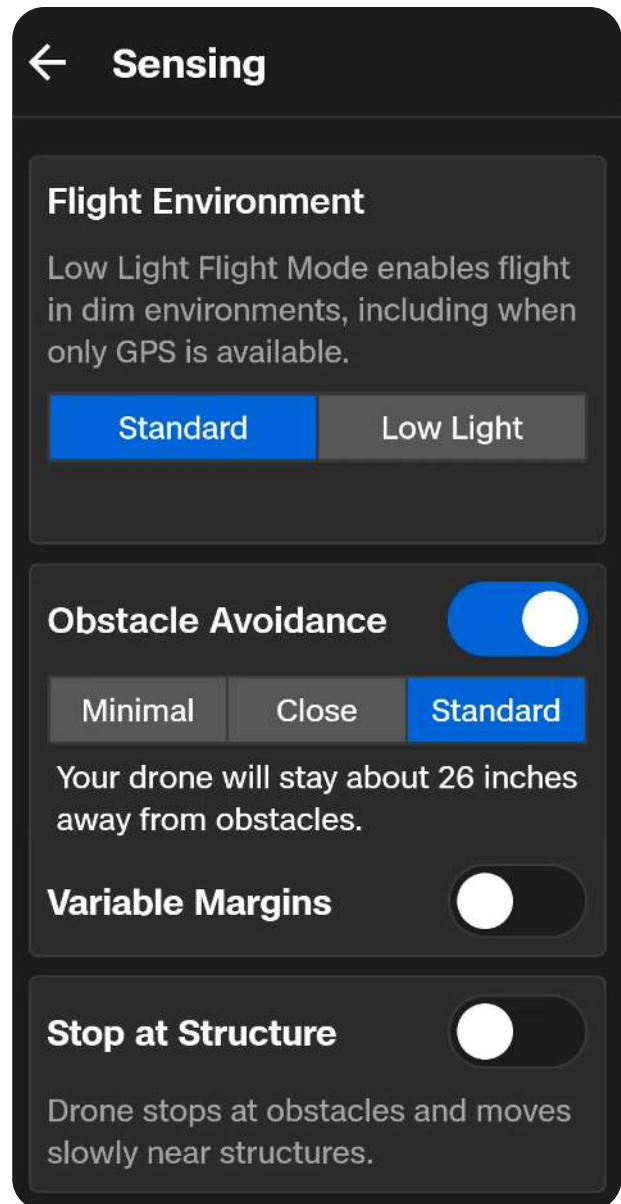 Sensing
Flight Environment
Low Light Flight Mode enables flight
in dim environments, including when
only GPS is available.
Standard Low Light
Obstacle Avoidance
Minimal Close Standard
Your drone will stay about 26 inches
away from obstacles.
Variable Margins
Stop at Structure
Drone stops at obstacles and moves
slowly near structures.